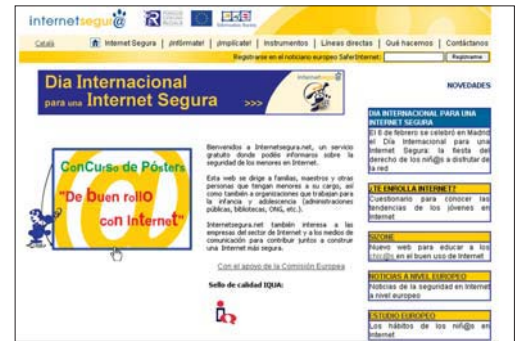 internetsegur@
Català
Internet Segura | ¡Infórmate! | ¡Implícate! | Instrumentos | Líneas directas | Qué hacemos | Contáctanos
Registrarse en el noticiario europeo SaferInternet:
Dia Internacional
para una Internet Segura >>>
NOVEDADES
DIA INTERNACIONAL PARA UNA
INTERNET SEGURA
El 6 de febrero se celebró en Madrid
el Día Internacional para una
Internet Segura: la fiesta del
derecho de los niñ@s a disfrutar de
la red
¿TE ENROLLA INTERNET?
Cuestionario para conocer las
tendencias de los jóvenes en
Internet
SIZONE
Nuevo web para educar a los
chic@s en el buen uso de Internet
NOTICIAS A NIVEL EUROPEO
Noticias de la seguridad en Internet
a nivel europeo
ESTUDIO EUROPEO
Los hábitos de los niñ@s en
Internet
ConCurso de Pósters
"De buen rollO
con Internet"
Bienvenidos a Internetsegura.net, un servicio
gratuito donde podéis informaros sobre la
seguridad de los menores en Internet.
Esta web se dirige a familias, maestros y otras
personas que tengan menores a su cargo, así
como también a organizaciones que trabajan para
la infancia y adolescencia (administraciones
públicas, bibliotecas, ONG, etc.).
Internetsegura.net también interesa a las
empresas del sector de Internet y a los medios de
comunicación para contribuir juntos a construir
una Internet más segura.
Con el apoyo de la Comisión Europea
Sello de calidad IQUA: